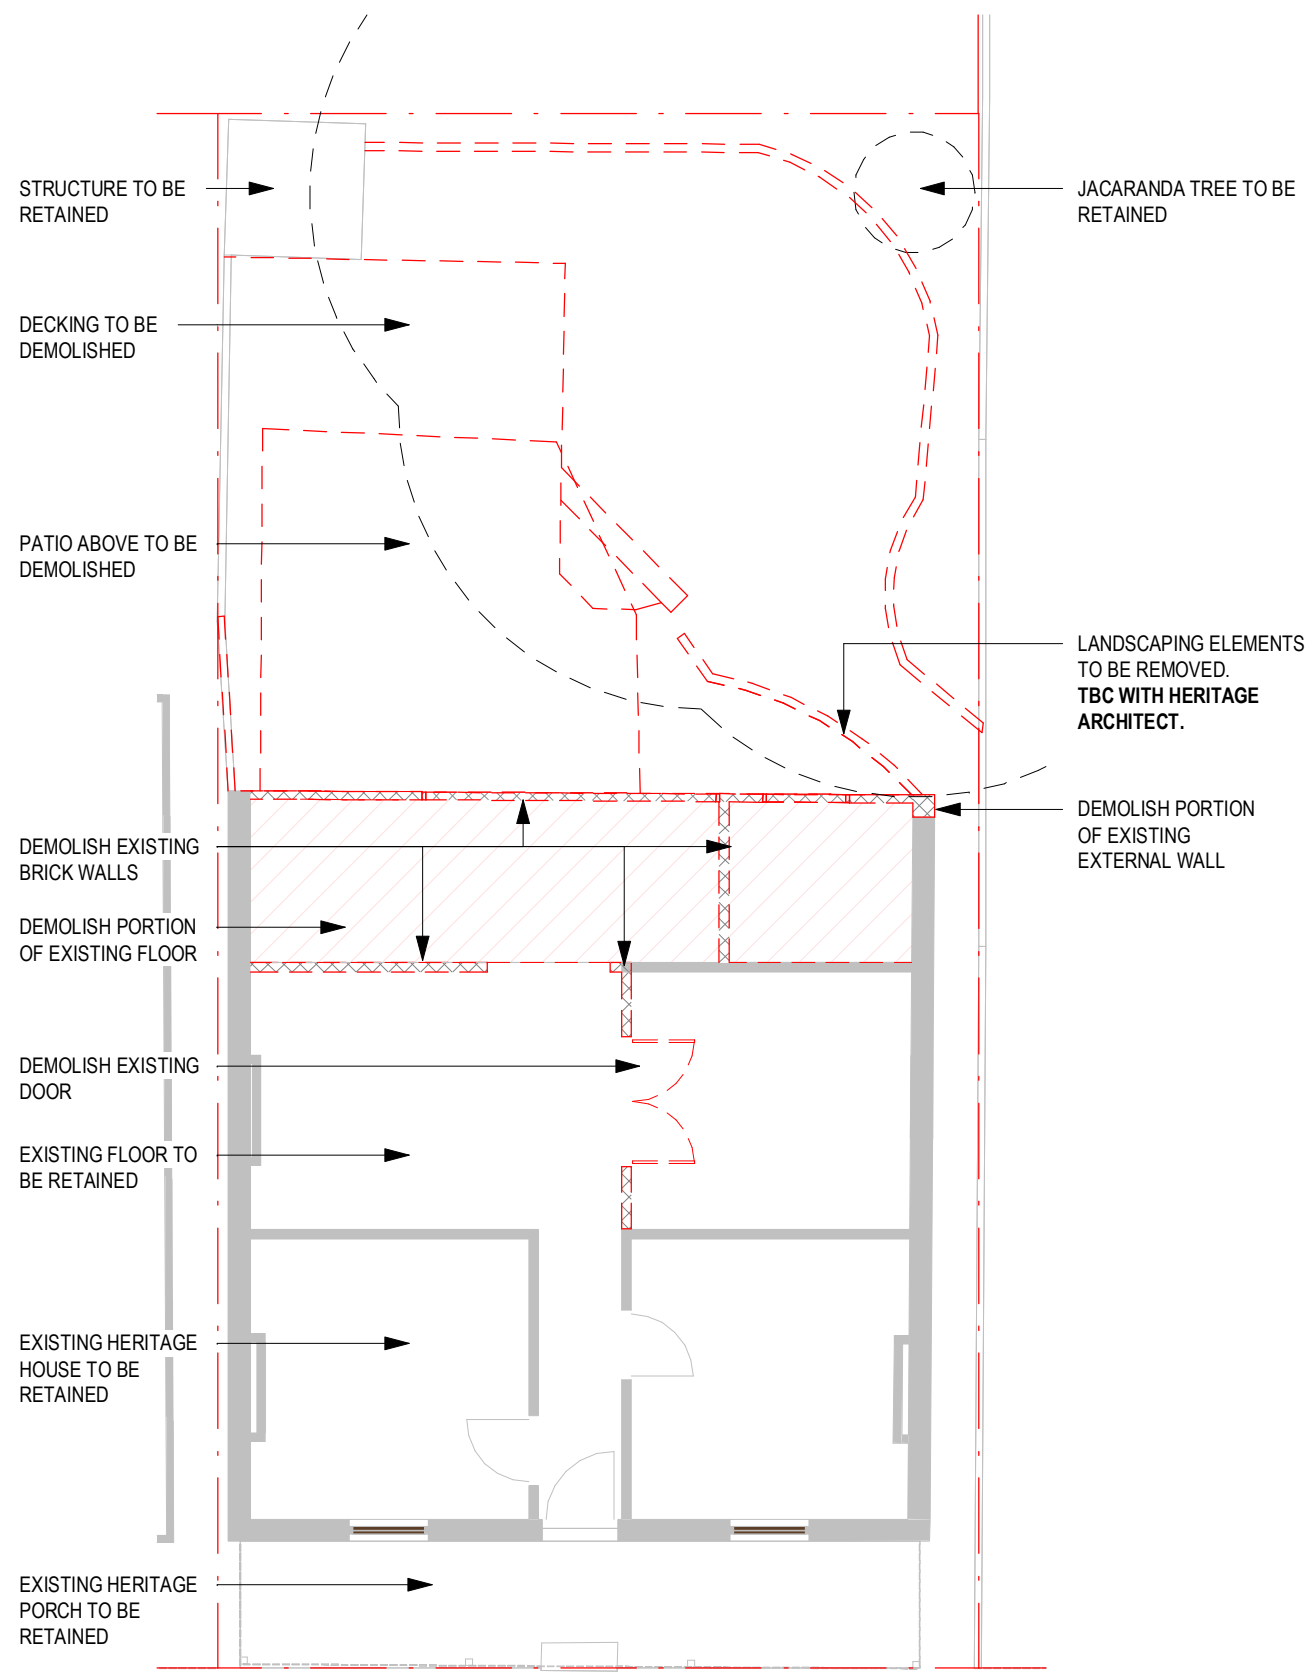 STRUCTURE TO BE
RETAINED
JACARANDA TREE TO BE
RETAINED
DECKING TO BE
DEMOLISHED
PATIO ABOVE TO BE
DEMOLISHED
LANDSCAPING ELEMENTS
TO BE REMOVED.
TBC WITH HERITAGE
ARCHITECT.
DEMOLISH PORTION
OF EXISTING
EXTERNAL WALL
DEMOLISH EXISTING
BRICK WALLS
DEMOLISH PORTION
OF EXISTING FLOOR
DEMOLISH EXISTING
DOOR
EXISTING FLOOR TO
BE RETAINED
EXISTING HERITAGE
HOUSE TO BE
RETAINED
EXISTING HERITAGE
PORCH TO BE
RETAINED